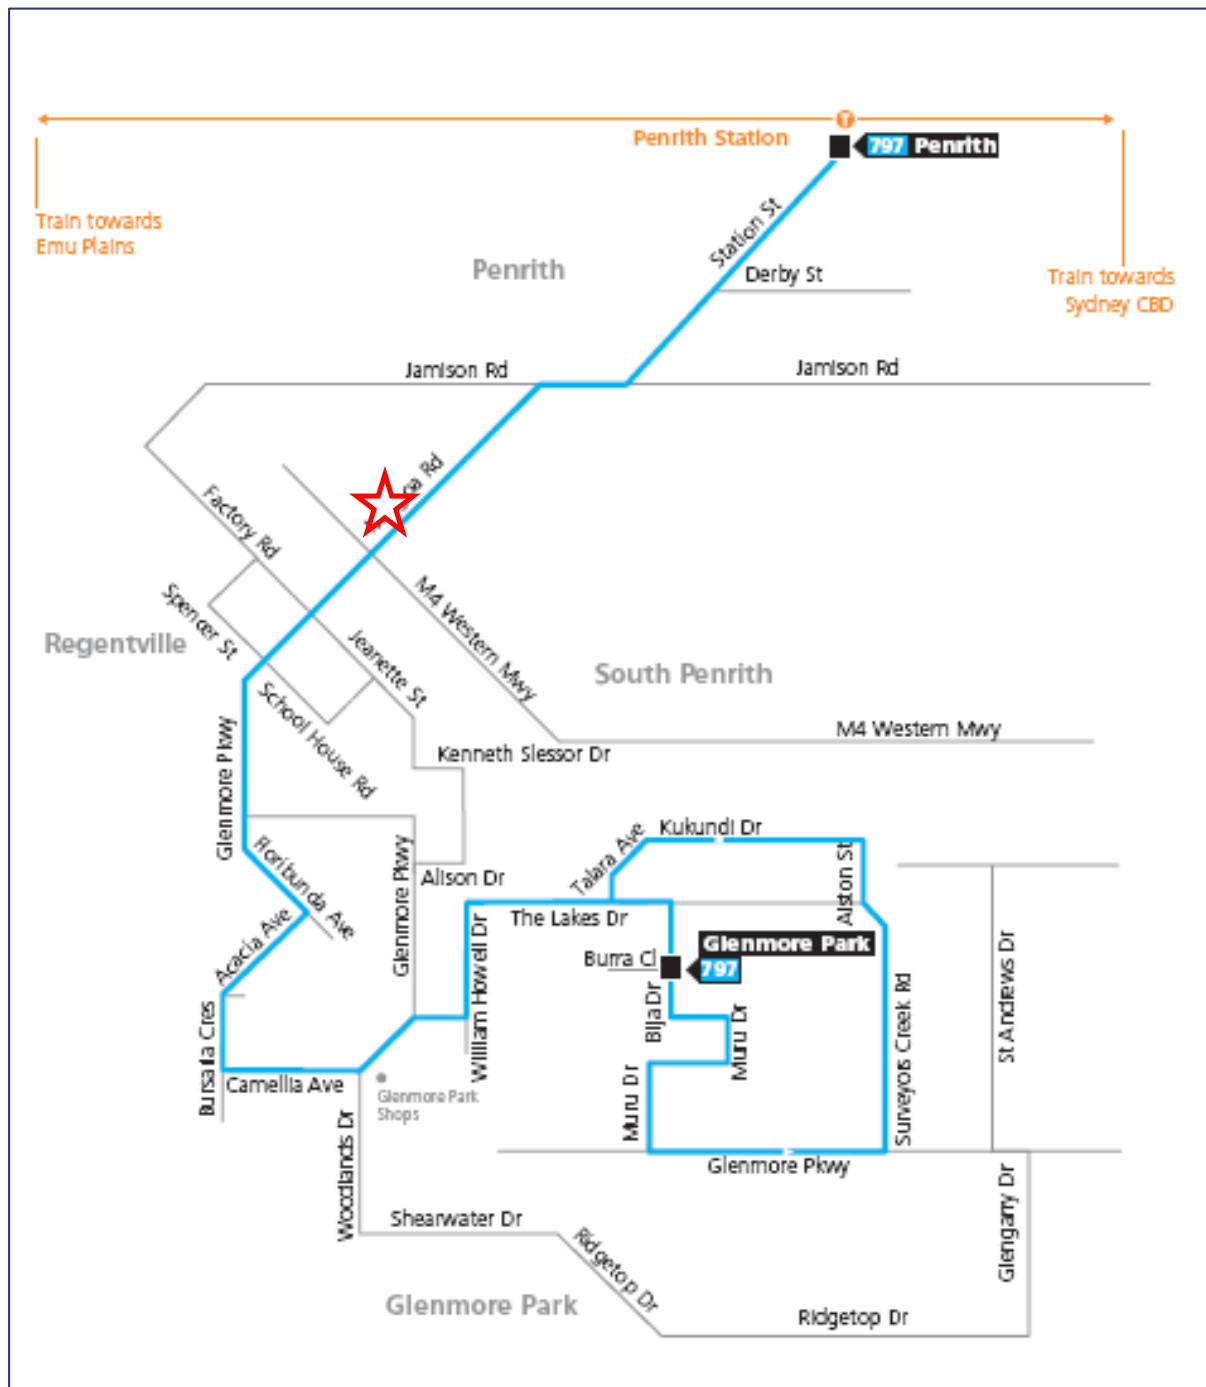 Penrith Station
797 Penrith
Train towards
Emu Plains
Station St
Penrith
Derby St
Train towards
Sydney CBD
Jamison Rd
Jamison Rd
Rd
Factory Rd
M4 Western Mwy
Spencer St
Jeanette St
Regentville
South Penrith
School House Rd
Glenmore Pkwy
M4 Western Mwy
Kenneth Slessor Dr
Kukundi Dr
Talara Ave
Floribunda Ave
Glenmore Pkwy
Alison Dr
Alston St
The Lakes Dr
Acacia Ave
William Howell Dr
Glenmore Park
797
Burra Cl
Bija Dr
Muru Dr
Surveyors Creek Rd
St Andrews Dr
Bursaria Cres
Camellia Ave
Glenmore Park
Shops
Muru Dr
Woodlands Dr
Glenmore Pkwy
Glengarry Dr
Shearwater Dr
Ridgetop Dr
Glenmore Park
Ridgetop Dr